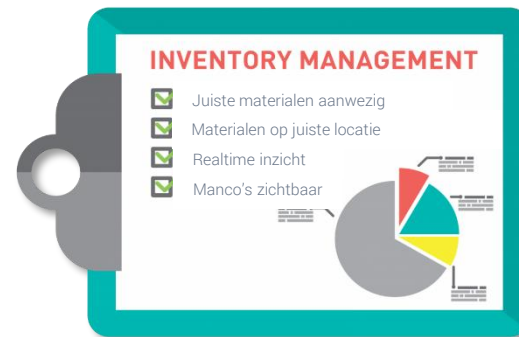 INVENTORY MANAGEMENT
Juiste materialen aanwezig
Materialen op juiste locatie
Realtime inzicht
Manco's zichtbaar